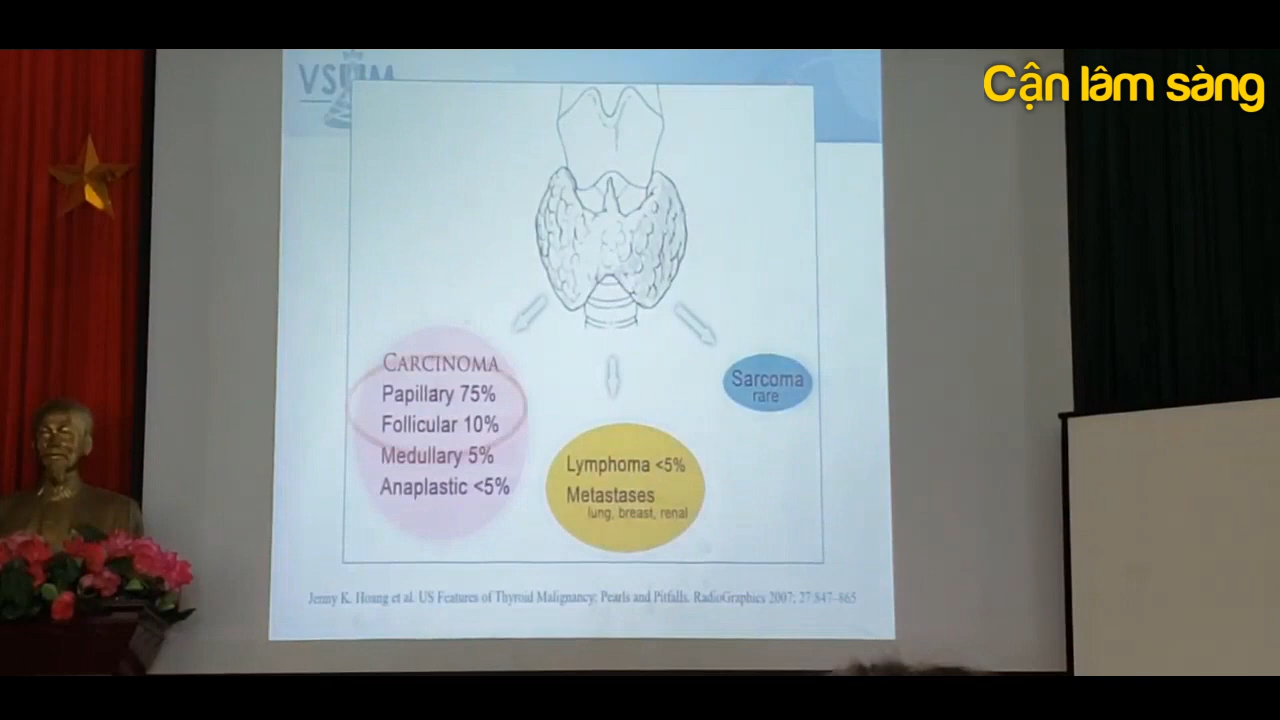 Cận lâm sàng
CARCINOMA
Papillary 75%
Follicular 10%
Medullary 5%
Anaplastic <5%
Lymphoma <5%
Metastases
lung, breast, renal
Sarcoma
rare
Jenny K. Hoang et al. US Features of Thyroid Malignancy: Pearls and Pitfalls. RadioGraphics 2007; 27:847–865